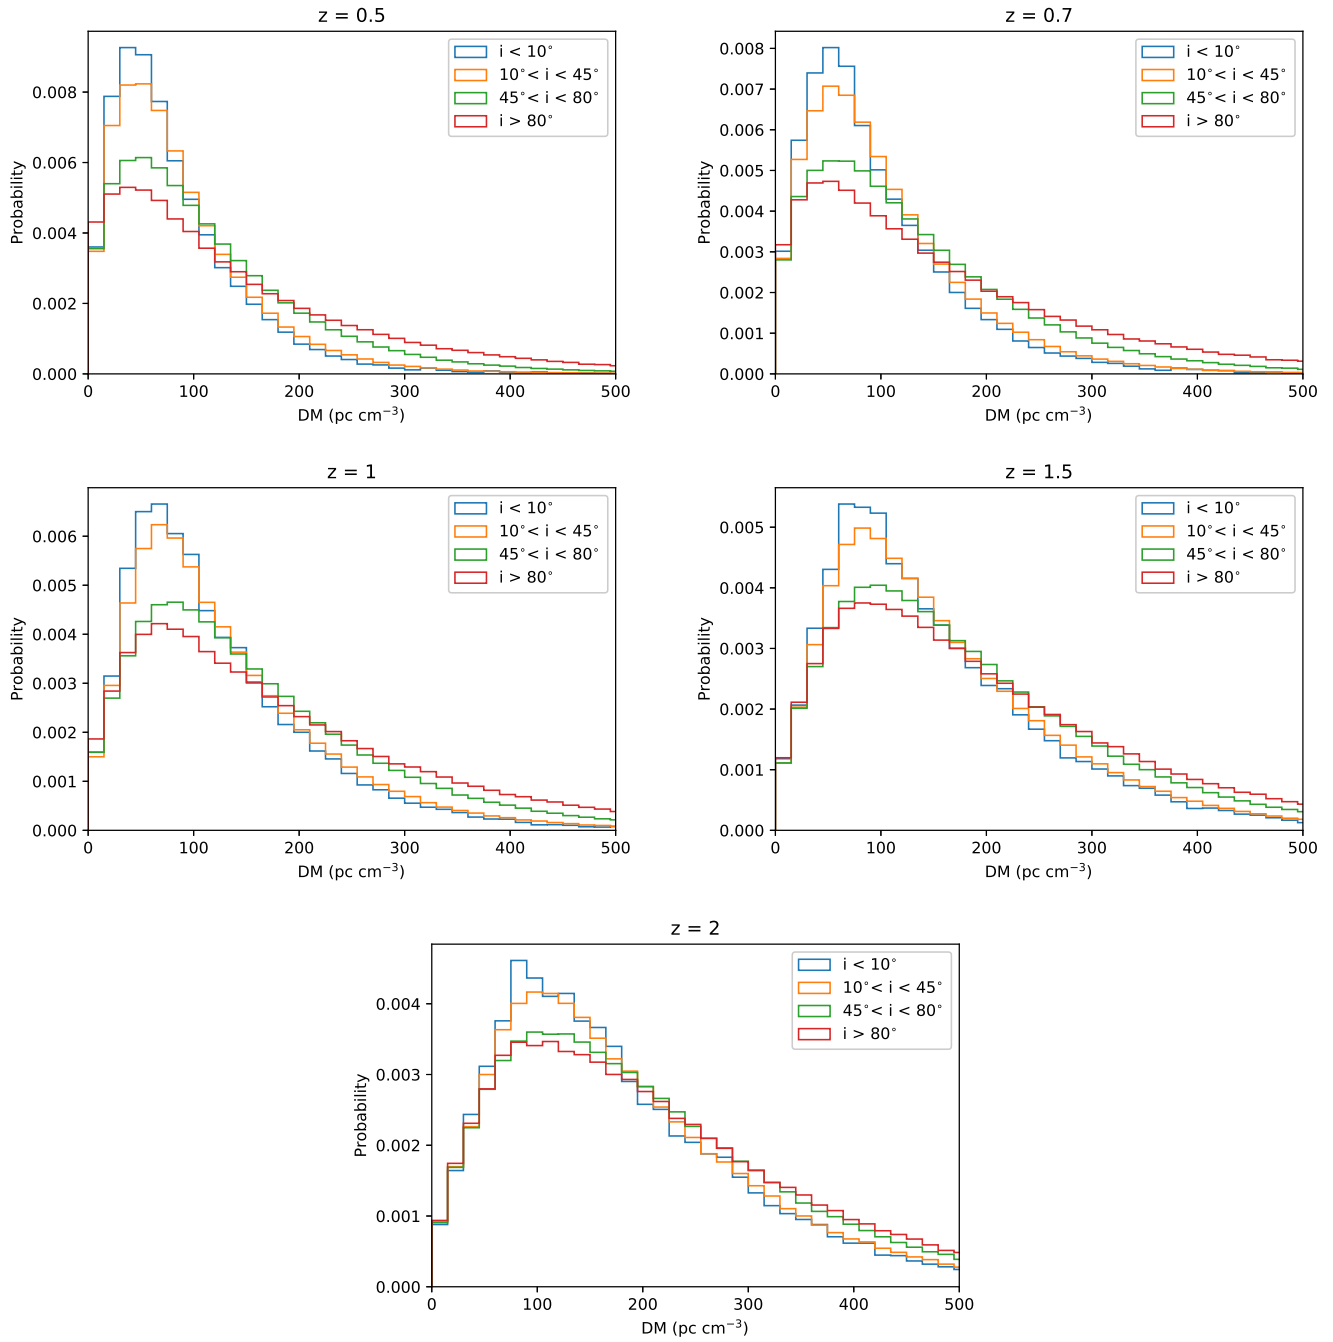 z = 0.5
i < 10°
10°< i < 45°
45°< i < 80°
i > 80°
0.008
0.006
0.004
0.002
0.000
Probability
0 100 200 300 400 500
DM (pc cm⁻³)
z = 0.7
i < 10°
10°< i < 45°
45°< i < 80°
i > 80°
0.008
0.007
0.006
0.005
0.004
0.003
0.002
0.001
0.000
Probability
0 100 200 300 400 500
DM (pc cm⁻³)
z = 1
i < 10°
10°< i < 45°
45°< i < 80°
i > 80°
0.006
0.005
0.004
0.003
0.002
0.001
0.000
Probability
0 100 200 300 400 500
DM (pc cm⁻³)
z = 1.5
i < 10°
10°< i < 45°
45°< i < 80°
i > 80°
0.005
0.004
0.003
0.002
0.001
0.000
Probability
0 100 200 300 400 500
DM (pc cm⁻³)
z = 2
i < 10°
10°< i < 45°
45°< i < 80°
i > 80°
0.004
0.003
0.002
0.001
0.000
Probability
0 100 200 300 400 500
DM (pc cm⁻³)